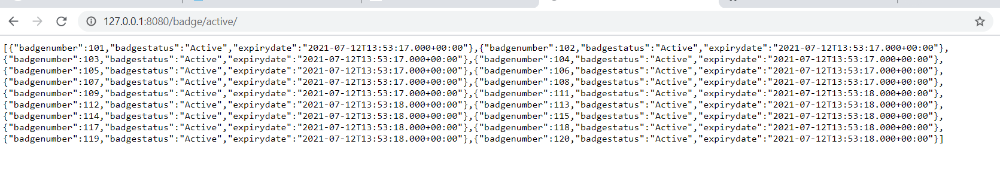 127.0.0.1:8080/badge/active/
[{"badgenumber":101,"badgestatus":"Active","expirydate":"2021-07-12T13:53:17.000+00:00"},{"badgenumber":102,"badgestatus":"Active","expirydate":"2021-07-12T13:53:17.000+00:00"},
{"badgenumber":103,"badgestatus":"Active","expirydate":"2021-07-12T13:53:17.000+00:00"},{"badgenumber":104,"badgestatus":"Active","expirydate":"2021-07-12T13:53:17.000+00:00"},
{"badgenumber":105,"badgestatus":"Active","expirydate":"2021-07-12T13:53:17.000+00:00"},{"badgenumber":106,"badgestatus":"Active","expirydate":"2021-07-12T13:53:17.000+00:00"},
{"badgenumber":107,"badgestatus":"Active","expirydate":"2021-07-12T13:53:17.000+00:00"},{"badgenumber":108,"badgestatus":"Active","expirydate":"2021-07-12T13:53:17.000+00:00"},
{"badgenumber":109,"badgestatus":"Active","expirydate":"2021-07-12T13:53:17.000+00:00"},{"badgenumber":111,"badgestatus":"Active","expirydate":"2021-07-12T13:53:18.000+00:00"},
{"badgenumber":112,"badgestatus":"Active","expirydate":"2021-07-12T13:53:18.000+00:00"},{"badgenumber":113,"badgestatus":"Active","expirydate":"2021-07-12T13:53:18.000+00:00"},
{"badgenumber":114,"badgestatus":"Active","expirydate":"2021-07-12T13:53:18.000+00:00"},{"badgenumber":115,"badgestatus":"Active","expirydate":"2021-07-12T13:53:18.000+00:00"},
{"badgenumber":117,"badgestatus":"Active","expirydate":"2021-07-12T13:53:18.000+00:00"},{"badgenumber":118,"badgestatus":"Active","expirydate":"2021-07-12T13:53:18.000+00:00"},
{"badgenumber":119,"badgestatus":"Active","expirydate":"2021-07-12T13:53:18.000+00:00"},{"badgenumber":120,"badgestatus":"Active","expirydate":"2021-07-12T13:53:18.000+00:00"}]